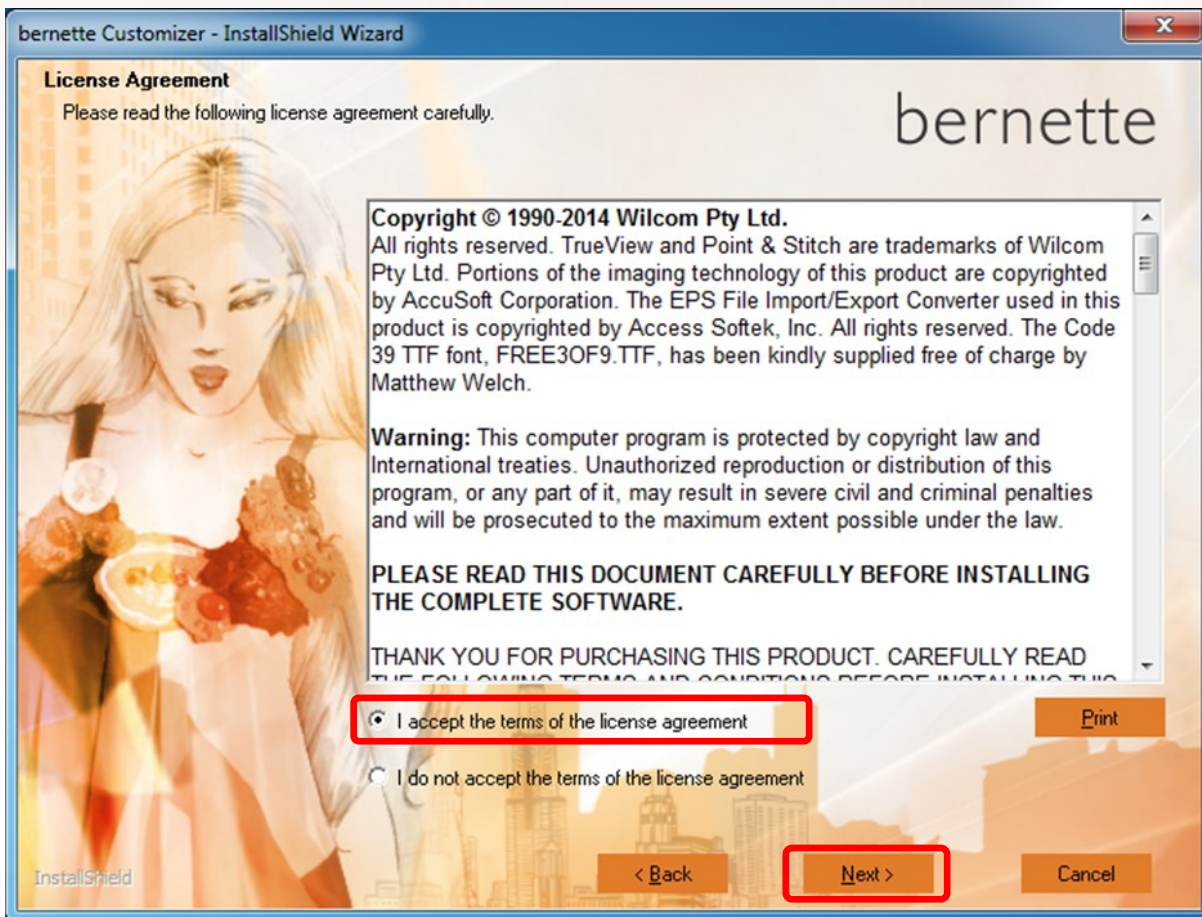 bernette Customizer - InstallShield Wizard
License Agreement
Please read the following license agreement carefully.
bernette
Copyright © 1990-2014 Wilcom Pty Ltd.
All rights reserved. TrueView and Point & Stitch are trademarks of Wilcom
Pty Ltd. Portions of the imaging technology of this product are copyrighted
by AccuSoft Corporation. The EPS File Import/Export Converter used in this
product is copyrighted by Access Softek, Inc. All rights reserved. The Code
39 TTF font, FREE3OF9.TTF, has been kindly supplied free of charge by
Matthew Welch.
Warning: This computer program is protected by copyright law and
International treaties. Unauthorized reproduction or distribution of this
program, or any part of it, may result in severe civil and criminal penalties
and will be prosecuted to the maximum extent possible under the law.
PLEASE READ THIS DOCUMENT CAREFULLY BEFORE INSTALLING
THE COMPLETE SOFTWARE.
THANK YOU FOR PURCHASING THIS PRODUCT. CAREFULLY READ
THE FOLLOWING TERMS AND CONDITIONS BEFORE INSTALLING THIS
I accept the terms of the license agreement
Print
I do not accept the terms of the license agreement
InstallShield
< Back
Next >
Cancel